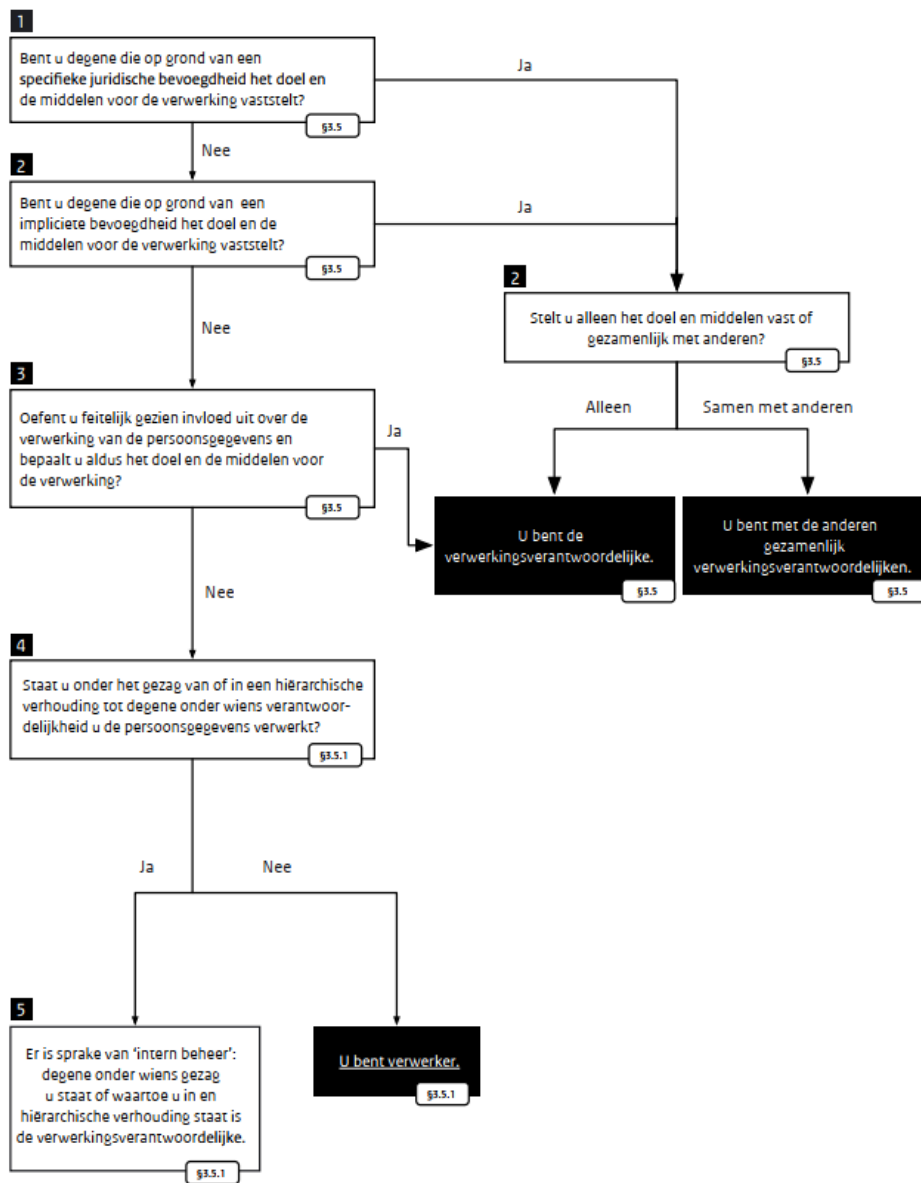 1
Bent u degene die op grond van een
specifieke juridische bevoegdheid het doel en
de middelen voor de verwerking vaststelt?
§3.5
Ja
Nee
2
Bent u degene die op grond van een
impliciete bevoegdheid het doel en de
middelen voor de verwerking vaststelt?
§3.5
Ja
Nee
2
Stelt u alleen het doel en middelen vast of
gezamenlijk met anderen?
§3.5
Alleen
Samen met anderen
3
Oefent u feitelijk gezien invloed uit over de
verwerking van de persoonsgegevens en
bepaalt u aldus het doel en de middelen voor
de verwerking?
§3.5
Ja
Nee
U bent de
verwerkingsverantwoordelijke.
§3.5
U bent met de anderen
gezamenlijk
verwerkingsverantwoordelijken.
§3.5
4
Staat u onder het gezag van of in een hiërarchische
verhouding tot degene onder wiens verantwoor-
delijkheid u de persoonsgegevens verwerkt?
§3.5.1
Ja
Nee
5
Er is sprake van ‘intern beheer’:
degene onder wiens gezag
u staat of waartoe u in en
hiërarchische verhouding staat is
de verwerkingsverantwoordelijke.
§3.5.1
U bent verwerker.
§3.5.1